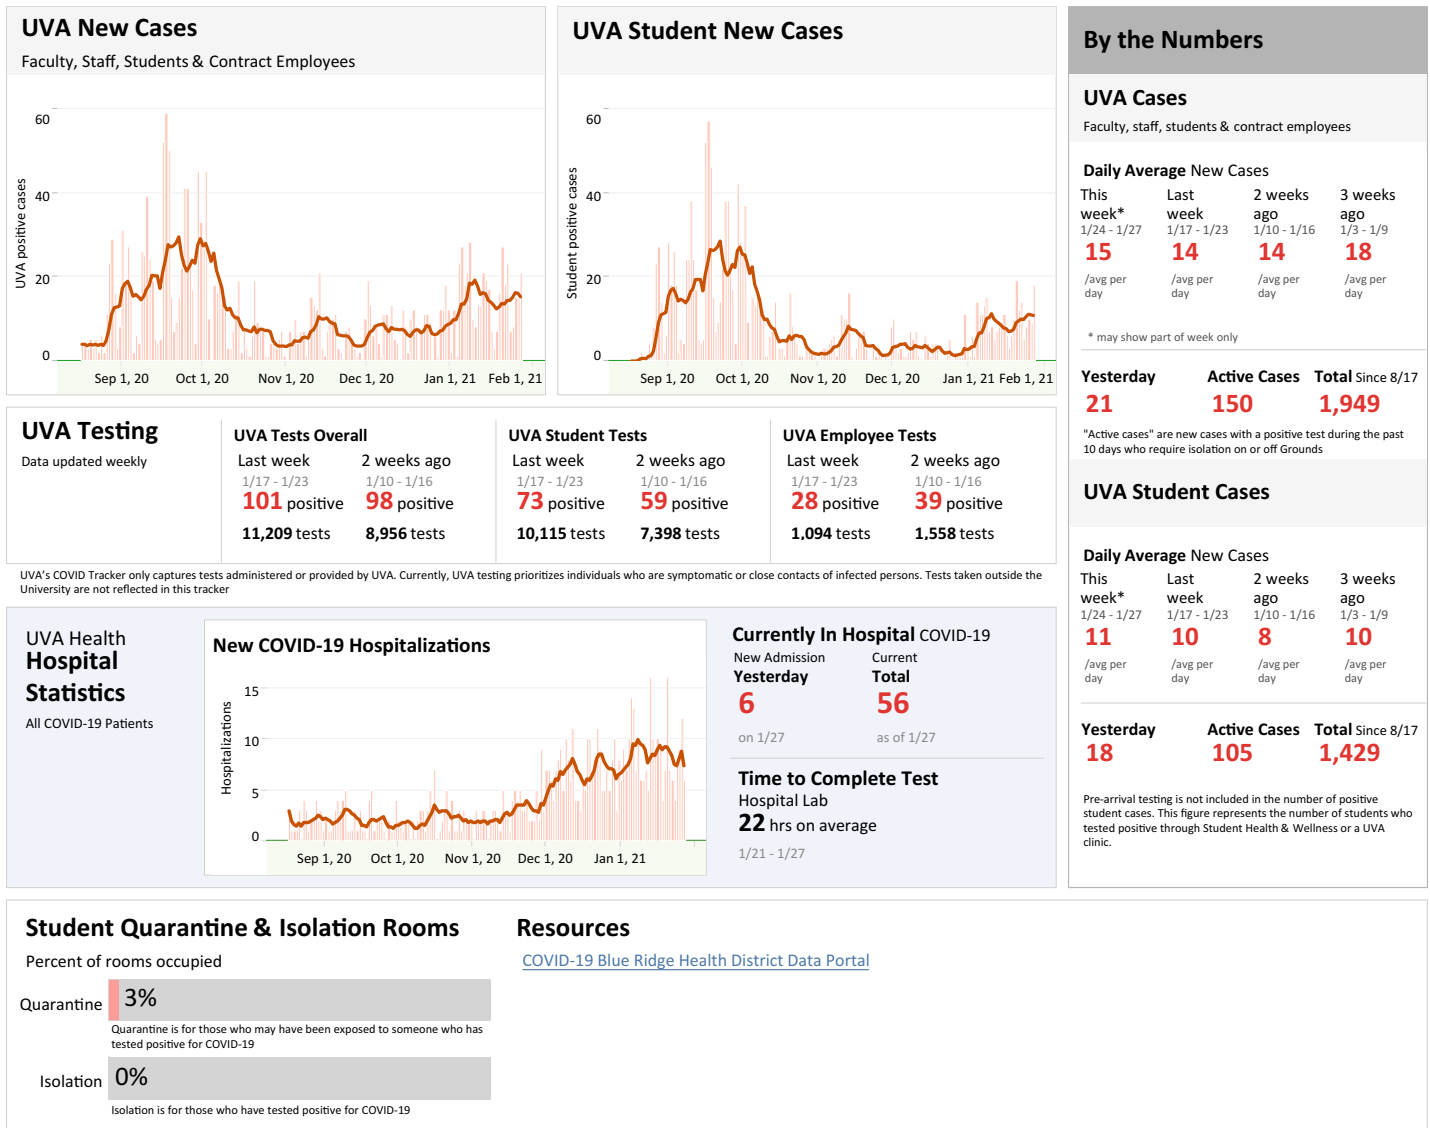 UVA New Cases
Faculty, Staff, Students & Contract Employees
UVA positive cases
60
40
20
0
Sep 1, 20 Oct 1, 20 Nov 1, 20 Dec 1, 20 Jan 1, 21 Feb 1, 21
UVA Student New Cases
Student positive cases
60
40
20
0
Sep 1, 20 Oct 1, 20 Nov 1, 20 Dec 1, 20 Jan 1, 21 Feb 1, 21
By the Numbers
UVA Cases
Faculty, staff, students & contract employees
Daily Average New Cases
This Last 2 weeks 3 weeks
week* week ago ago
1/24 - 1/27 1/17 - 1/23 1/10 - 1/16 1/3 - 1/9
15 14 14 18
/avg per /avg per /avg per /avg per
day day day day
* may show part of week only
Yesterday Active Cases Total Since 8/17
21 150 1,949
"Active cases" are new cases with a positive test during the past
10 days who require isolation on or off Grounds
UVA Student Cases
Daily Average New Cases
This Last 2 weeks 3 weeks
week* week ago ago
1/24 - 1/27 1/17 - 1/23 1/10 - 1/16 1/3 - 1/9
11 10 8 10
/avg per /avg per /avg per /avg per
day day day day
Yesterday Active Cases Total Since 8/17
18 105 1,429
Pre-arrival testing is not included in the number of positive
student cases. This figure represents the number of students who
tested positive through Student Health & Wellness or a UVA
clinic.
UVA Testing
Data updated weekly
UVA Tests Overall
Last week 2 weeks ago
1/17 - 1/23 1/10 - 1/16
101 positive 98 positive
11,209 tests 8,956 tests
UVA Student Tests
Last week 2 weeks ago
1/17 - 1/23 1/10 - 1/16
73 positive 59 positive
10,115 tests 7,398 tests
UVA Employee Tests
Last week 2 weeks ago
1/17 - 1/23 1/10 - 1/16
28 positive 39 positive
1,094 tests 1,558 tests
UVA's COVID Tracker only captures tests administered or provided by UVA. Currently, UVA testing prioritizes individuals who are symptomatic or close contacts of infected persons. Tests taken outside the
University are not reflected in this tracker
UVA Health
Hospital
Statistics
All COVID-19 Patients
New COVID-19 Hospitalizations
Hospitalizations
15
10
5
0
Sep 1, 20 Oct 1, 20 Nov 1, 20 Dec 1, 20 Jan 1, 21
Currently In Hospital COVID-19
New Admission Current
Yesterday Total
6 56
on 1/27 as of 1/27
Time to Complete Test
Hospital Lab
22 hrs on average
1/21 - 1/27
Student Quarantine & Isolation Rooms
Percent of rooms occupied
Quarantine 3%
Quarantine is for those who may have been exposed to someone who has
tested positive for COVID-19
Isolation 0%
Isolation is for those who have tested positive for COVID-19
Resources
COVID-19 Blue Ridge Health District Data Portal